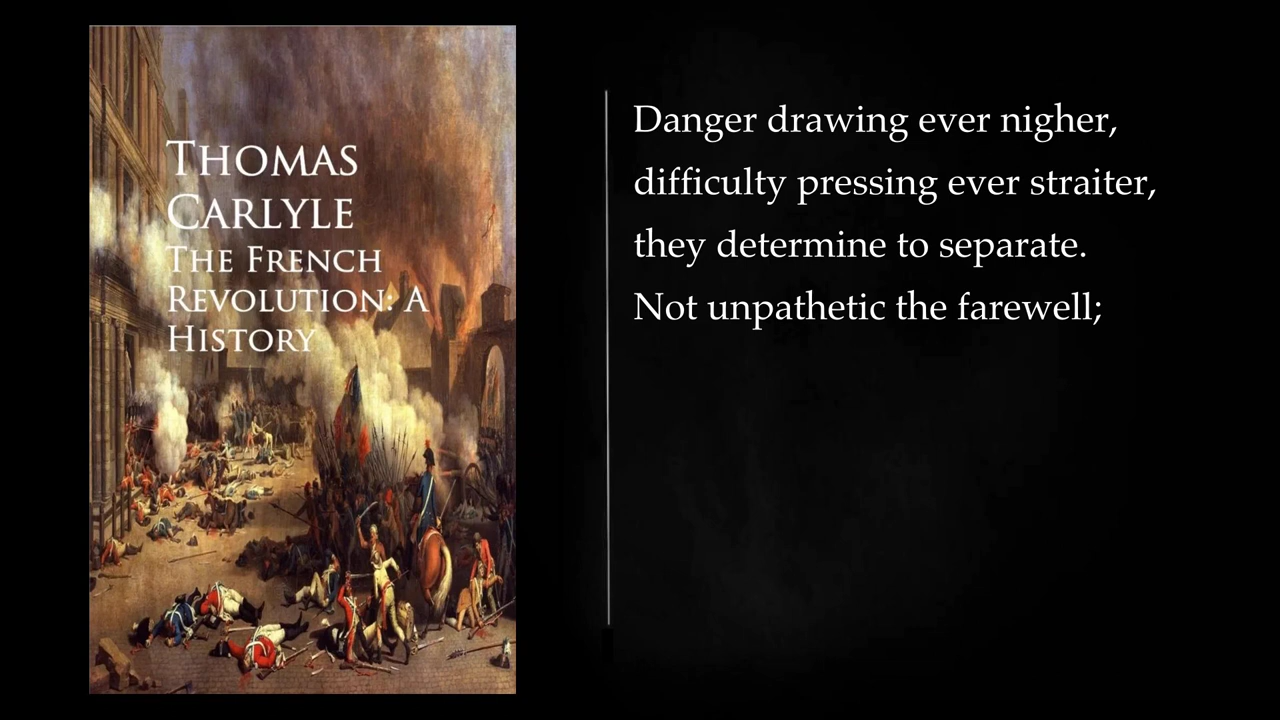 THOMAS
CARLYLE
THE FRENCH
REVOLUTION: A
HISTORY
Danger drawing ever nigher,
difficulty pressing ever straiter,
they determine to separate.
Not unpathetic the farewell;